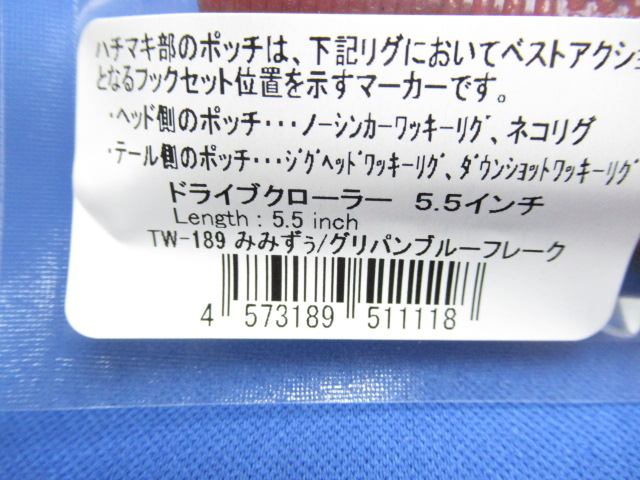 ハチマキ部のポッチは、下記リグにおいてベストアクショ
となるフックセット位置を示すマーカーです。
・ヘッド側のポッチ･･･ノーシンカーワッキーリグ、ネコリグ
・テール側のポッチ･･･ジグヘッドワッキーリグ、ダウンショットワッキーリグ
ドライブクローラー 5.5インチ
Length : 5.5 inch
TW-189 みみずぅ/グリパンブルーフレーク
4 573189 511118